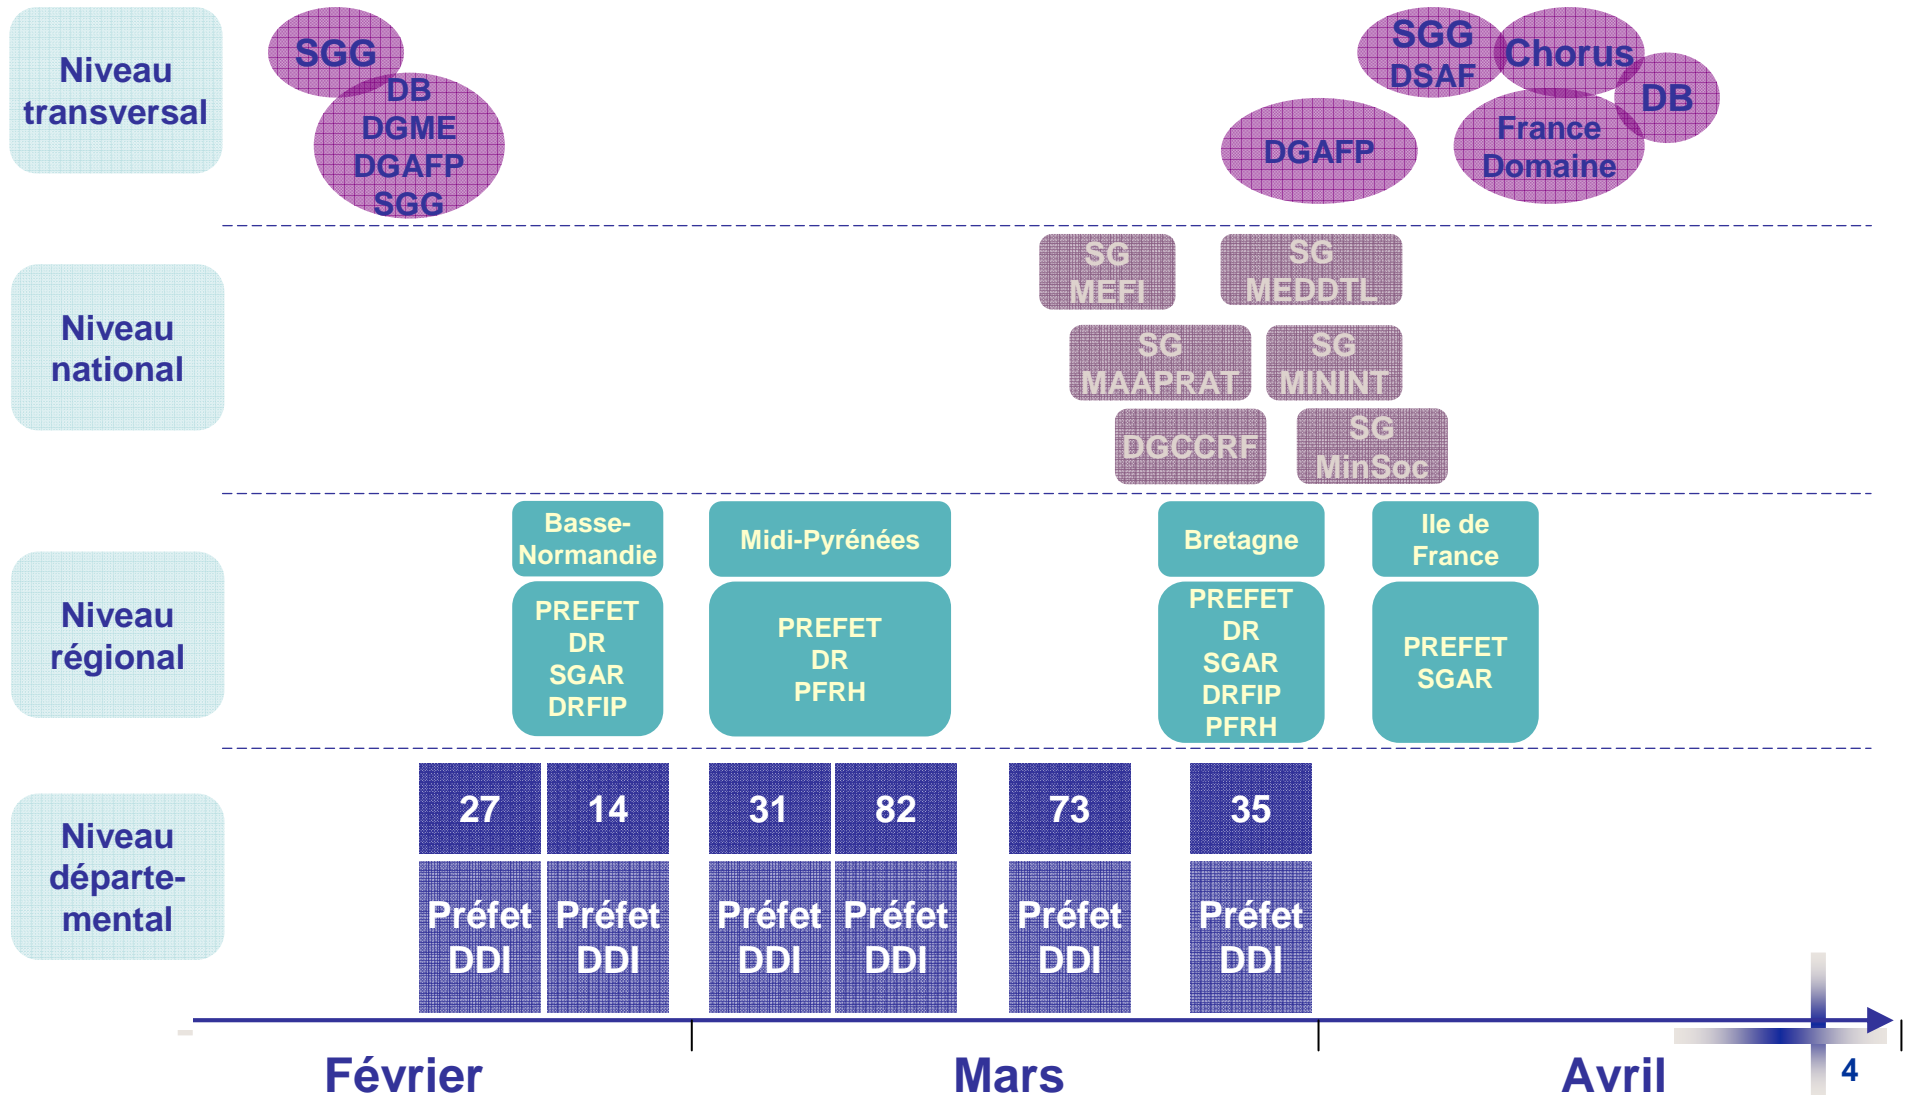 Niveau
transversal
SGG
DB
DGME
DGAFP
SGG
DGAFP
SGG
DSAF
Chorus
DB
France
Domaine
Niveau
national
SG
MEFI
SG
MEDDTL
SG
MAAPRAT
SG
MININT
DGCCRF
SG
MinSoc
Niveau
régional
Basse-
Normandie
Midi-Pyrénées
Bretagne
Ile de
France
PREFET
DR
SGAR
DRFIP
PREFET
DR
PFRH
PREFET
DR
SGAR
DRFIP
PFRH
PREFET
SGAR
Niveau
départe-
mental
27
14
31
82
73
35
Préfet
DDI
Préfet
DDI
Préfet
DDI
Préfet
DDI
Préfet
DDI
Préfet
DDI
Février
Mars
Avril
4